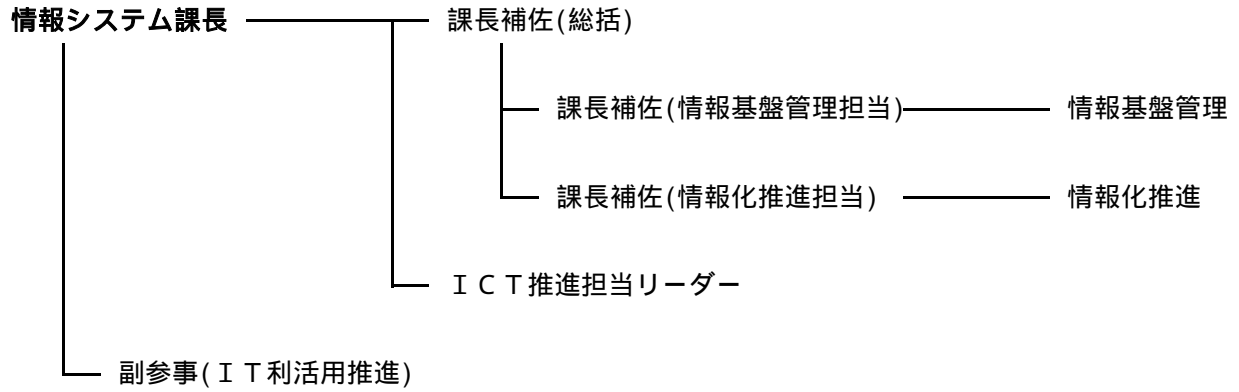 情報システム課長 課長補佐(総括)
課長補佐(情報基盤管理担当) 情報基盤管理
課長補佐(情報化推進担当) 情報化推進
ＩＣＴ推進担当リーダー
副参事(ＩＴ利活用推進)